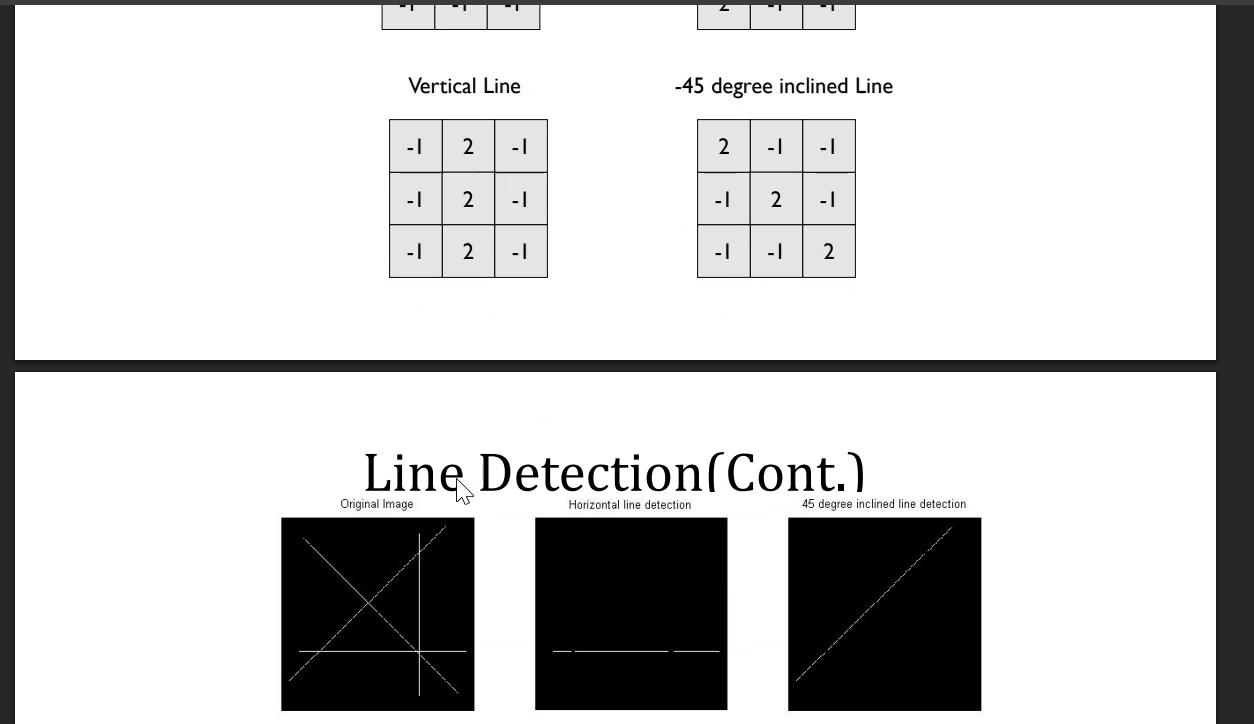 -1 -1 -1 2 -1 -1
Vertical Line -45 degree inclined Line
-1 2 -1 2 -1 -1
-1 2 -1 -1 2 -1
-1 2 -1 -1 -1 2
Line Detection(Cont.)
Original Image Horizontal line detection 45 degree inclined line detection